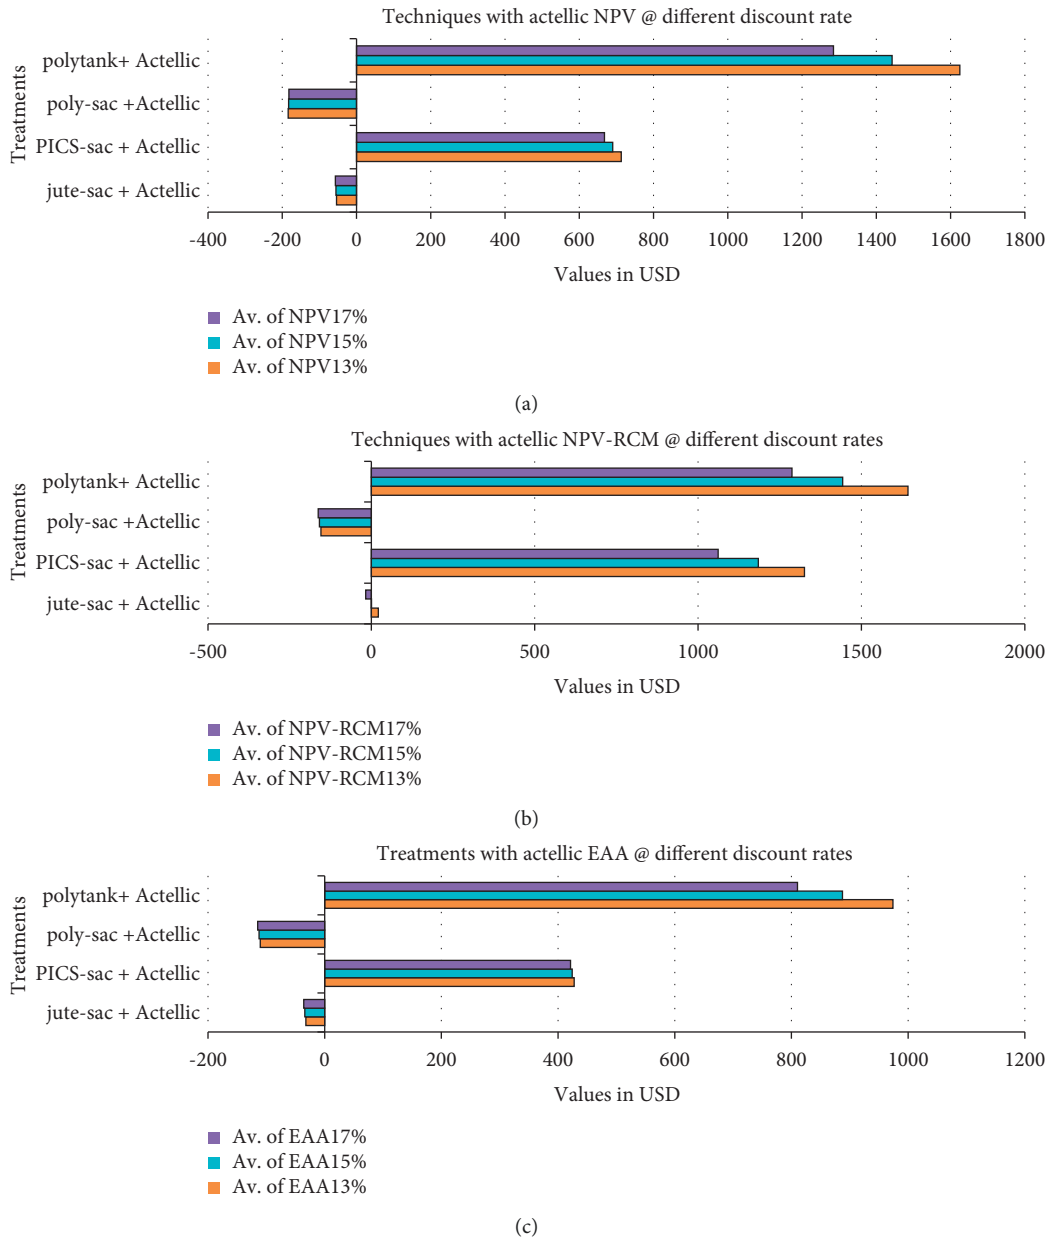 Techniques with actellic NPV @ different discount rate
Treatments
polytank+ Actellic
poly-sac +Actellic
PICS-sac + Actellic
jute-sac + Actellic
-400 -200 0 200 400 600 800 1000 1200 1400 1600 1800
Values in USD
Av. of NPV17%
Av. of NPV15%
Av. of NPV13%
(a)
Techniques with actellic NPV-RCM @ different discount rates
Treatments
polytank+ Actellic
poly-sac +Actellic
PICS-sac + Actellic
jute-sac + Actellic
-500 0 500 1000 1500 2000
Values in USD
Av. of NPV-RCM17%
Av. of NPV-RCM15%
Av. of NPV-RCM13%
(b)
Treatments with actellic EAA @ different discount rates
Treatments
polytank+ Actellic
poly-sac +Actellic
PICS-sac + Actellic
jute-sac + Actellic
-200 0 200 400 600 800 1000 1200
Values in USD
Av. of EAA17%
Av. of EAA15%
Av. of EAA13%
(c)